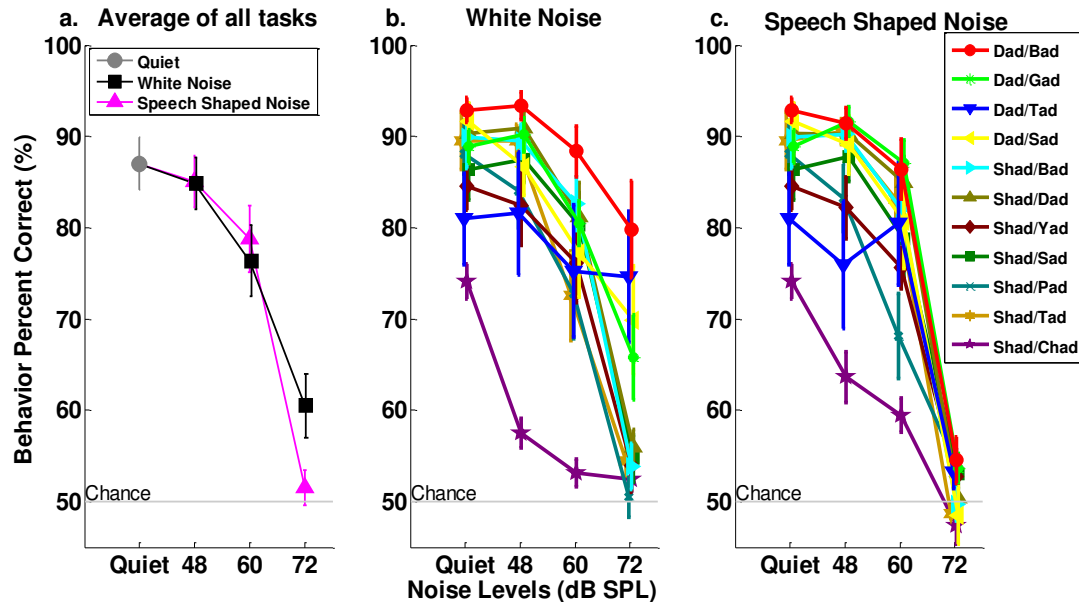 a. Average of all tasks
b. White Noise
c. Speech Shaped Noise
Behavior Percent Correct (%)
100
90
80
70
60
50
Quiet
White Noise
Speech Shaped Noise
Chance
Quiet 48 60 72
100
90
80
70
60
50
Chance
Quiet 48 60 72
Noise Levels (dB SPL)
100
90
80
70
60
50
Chance
Quiet 48 60 72
Dad/Bad
Dad/Gad
Dad/Tad
Dad/Sad
Shad/Bad
Shad/Dad
Shad/Yad
Shad/Sad
Shad/Pad
Shad/Tad
Shad/Chad